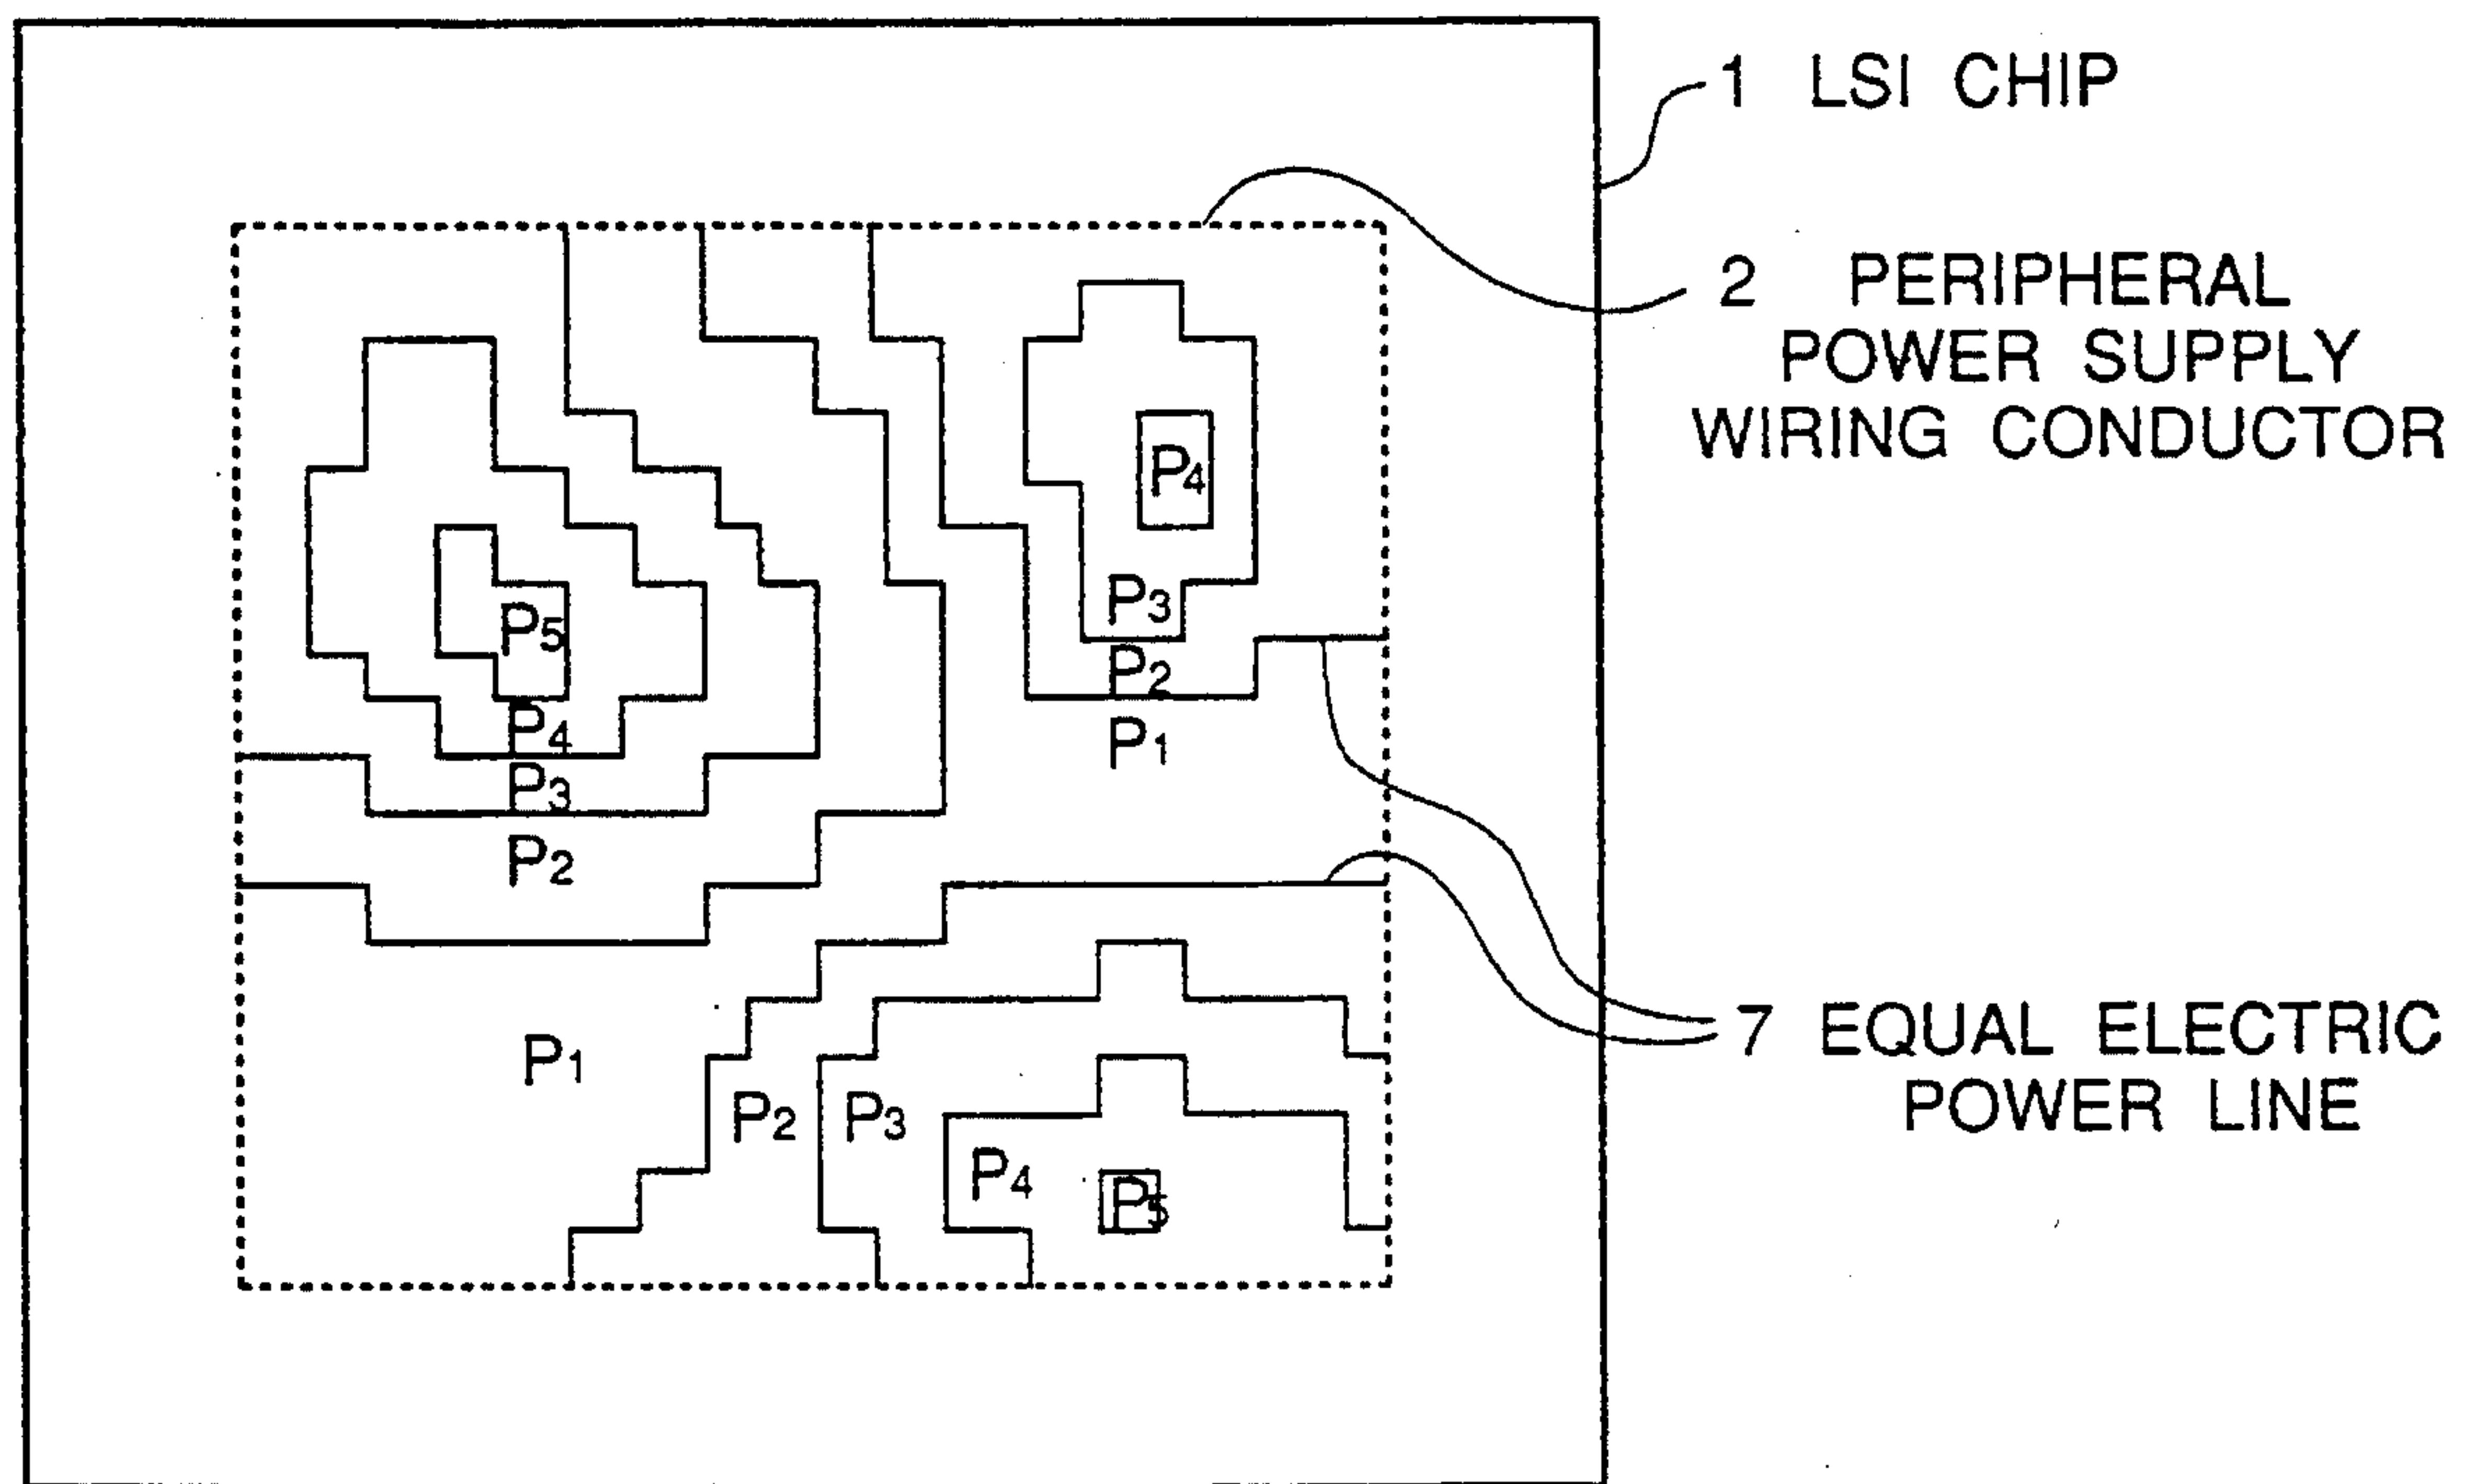 1 LSI CHIP
2 PERIPHERAL
POWER SUPPLY
WIRING CONDUCTOR
P4
P3
P5
P2
P4
P1
P3
P2
7 EQUAL ELECTRIC
POWER LINE
P1
P2 P3
P4 P5